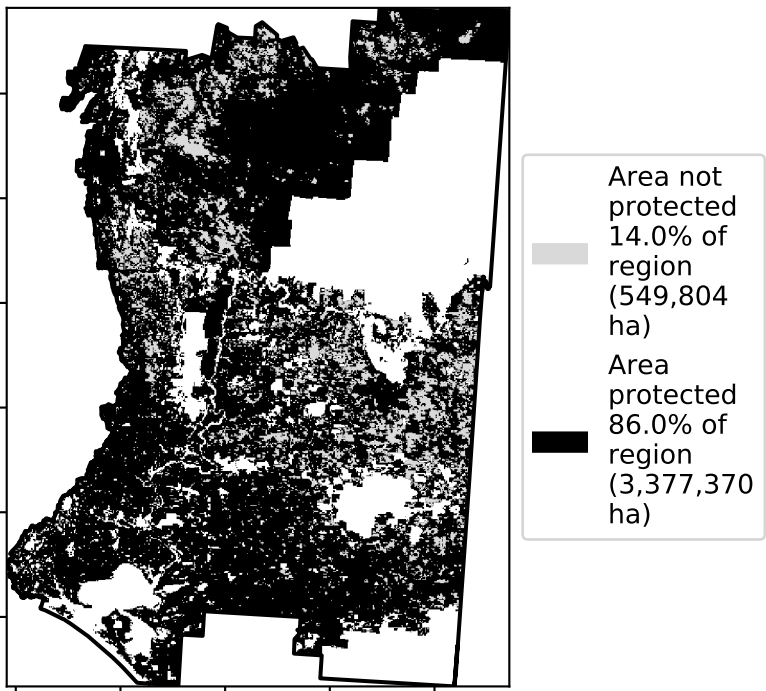 Area not
protected
14.0% of
region
(549,804
ha)
Area
protected
86.0% of
region
(3,377,370
ha)